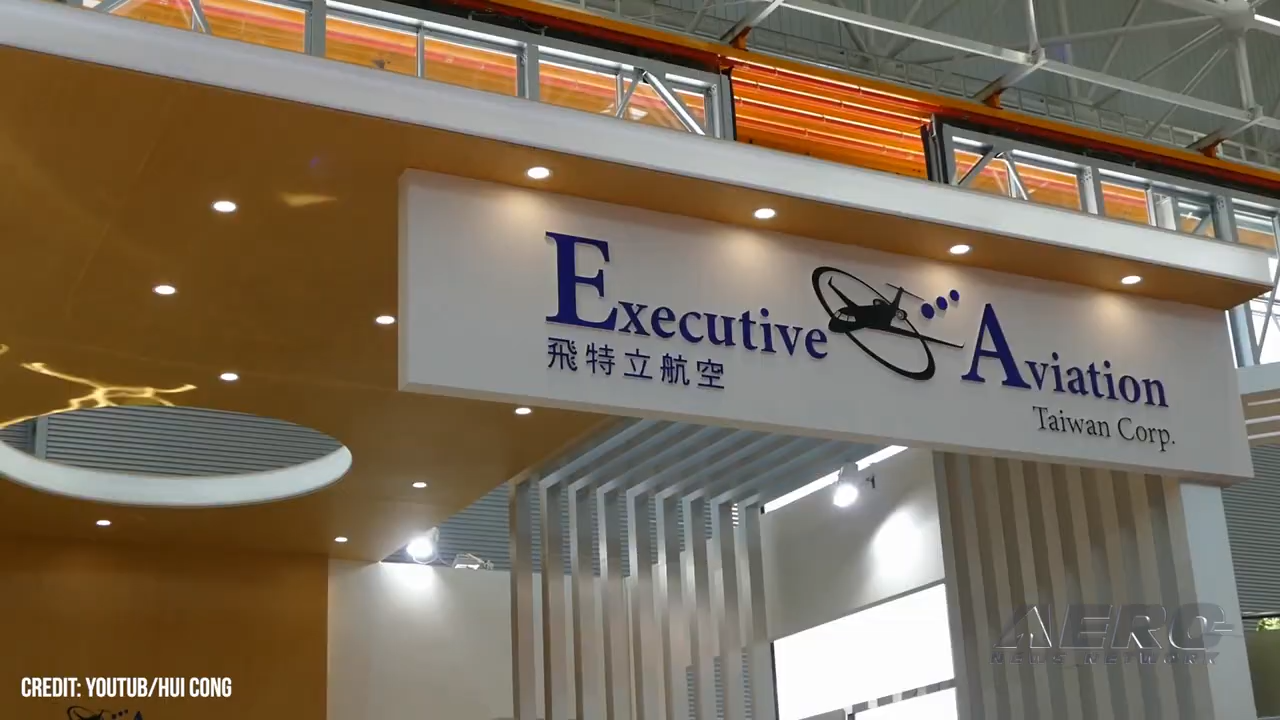 Executive Aviation
飛特立航空
Taiwan Corp.
AERO
NEWS NETWORK
CREDIT: YOUTUB/HUI CONG